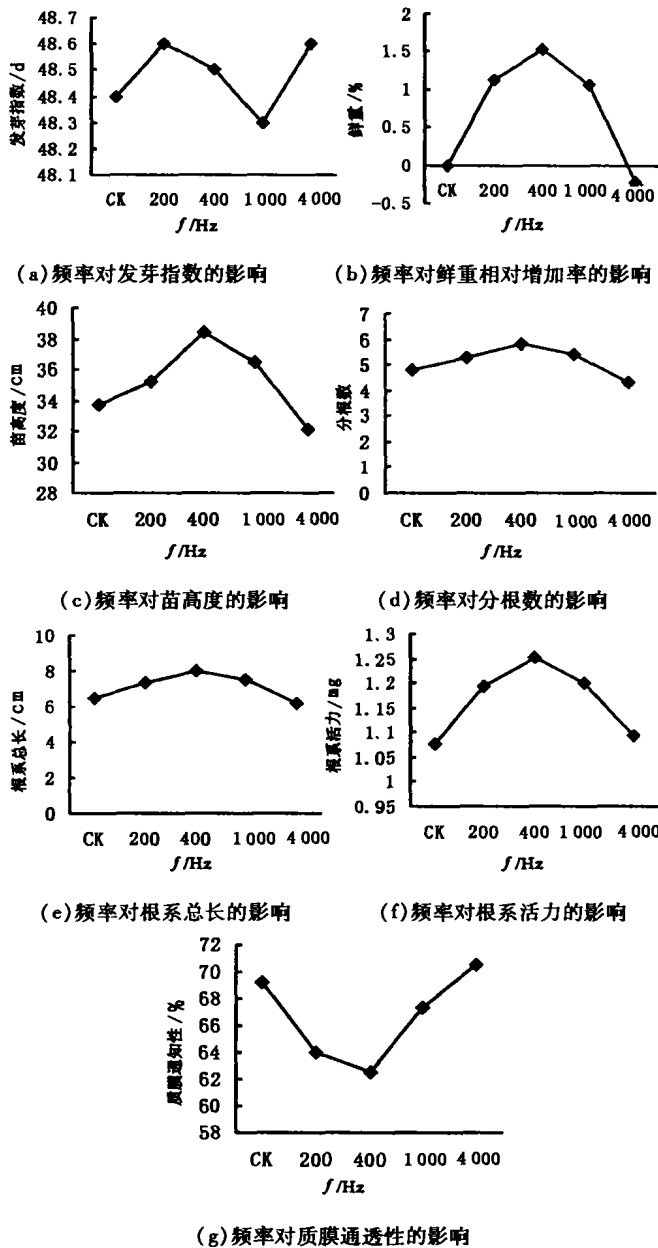 48.7
48.6
48.5
48.4
48.3
48.2
48.1
发芽指数/d
CK 200 400 1 000 4 000
f/Hz
2
1.5
1
0.5
0
-0.5
鲜重/%
CK 200 400 1 000 4 000
f/Hz
(a)频率对发芽指数的影响 (b)频率对鲜重相对增加率的影响
40
38
36
34
32
30
28
苗高度/cm
CK 200 400 1 000 4 000
f/Hz
7
6
5
4
3
2
1
0
分根数
CK 200 400 1 000 4 000
f/Hz
(c)频率对苗高度的影响 (d)频率对分根数的影响
10
8
6
4
2
0
根系总长/cm
CK 200 400 1 000 4 000
f/Hz
1.3
1.25
1.2
1.15
1.1
1.05
0.95
根系活力/mg
CK 200 400 1 000 4 000
f/Hz
(e)频率对根系总长的影响 (f)频率对根系活力的影响
72
70
68
66
64
62
60
58
质膜通知性/%
CK 200 400 1 000 4 000
f/Hz
(g)频率对质膜通透性的影响